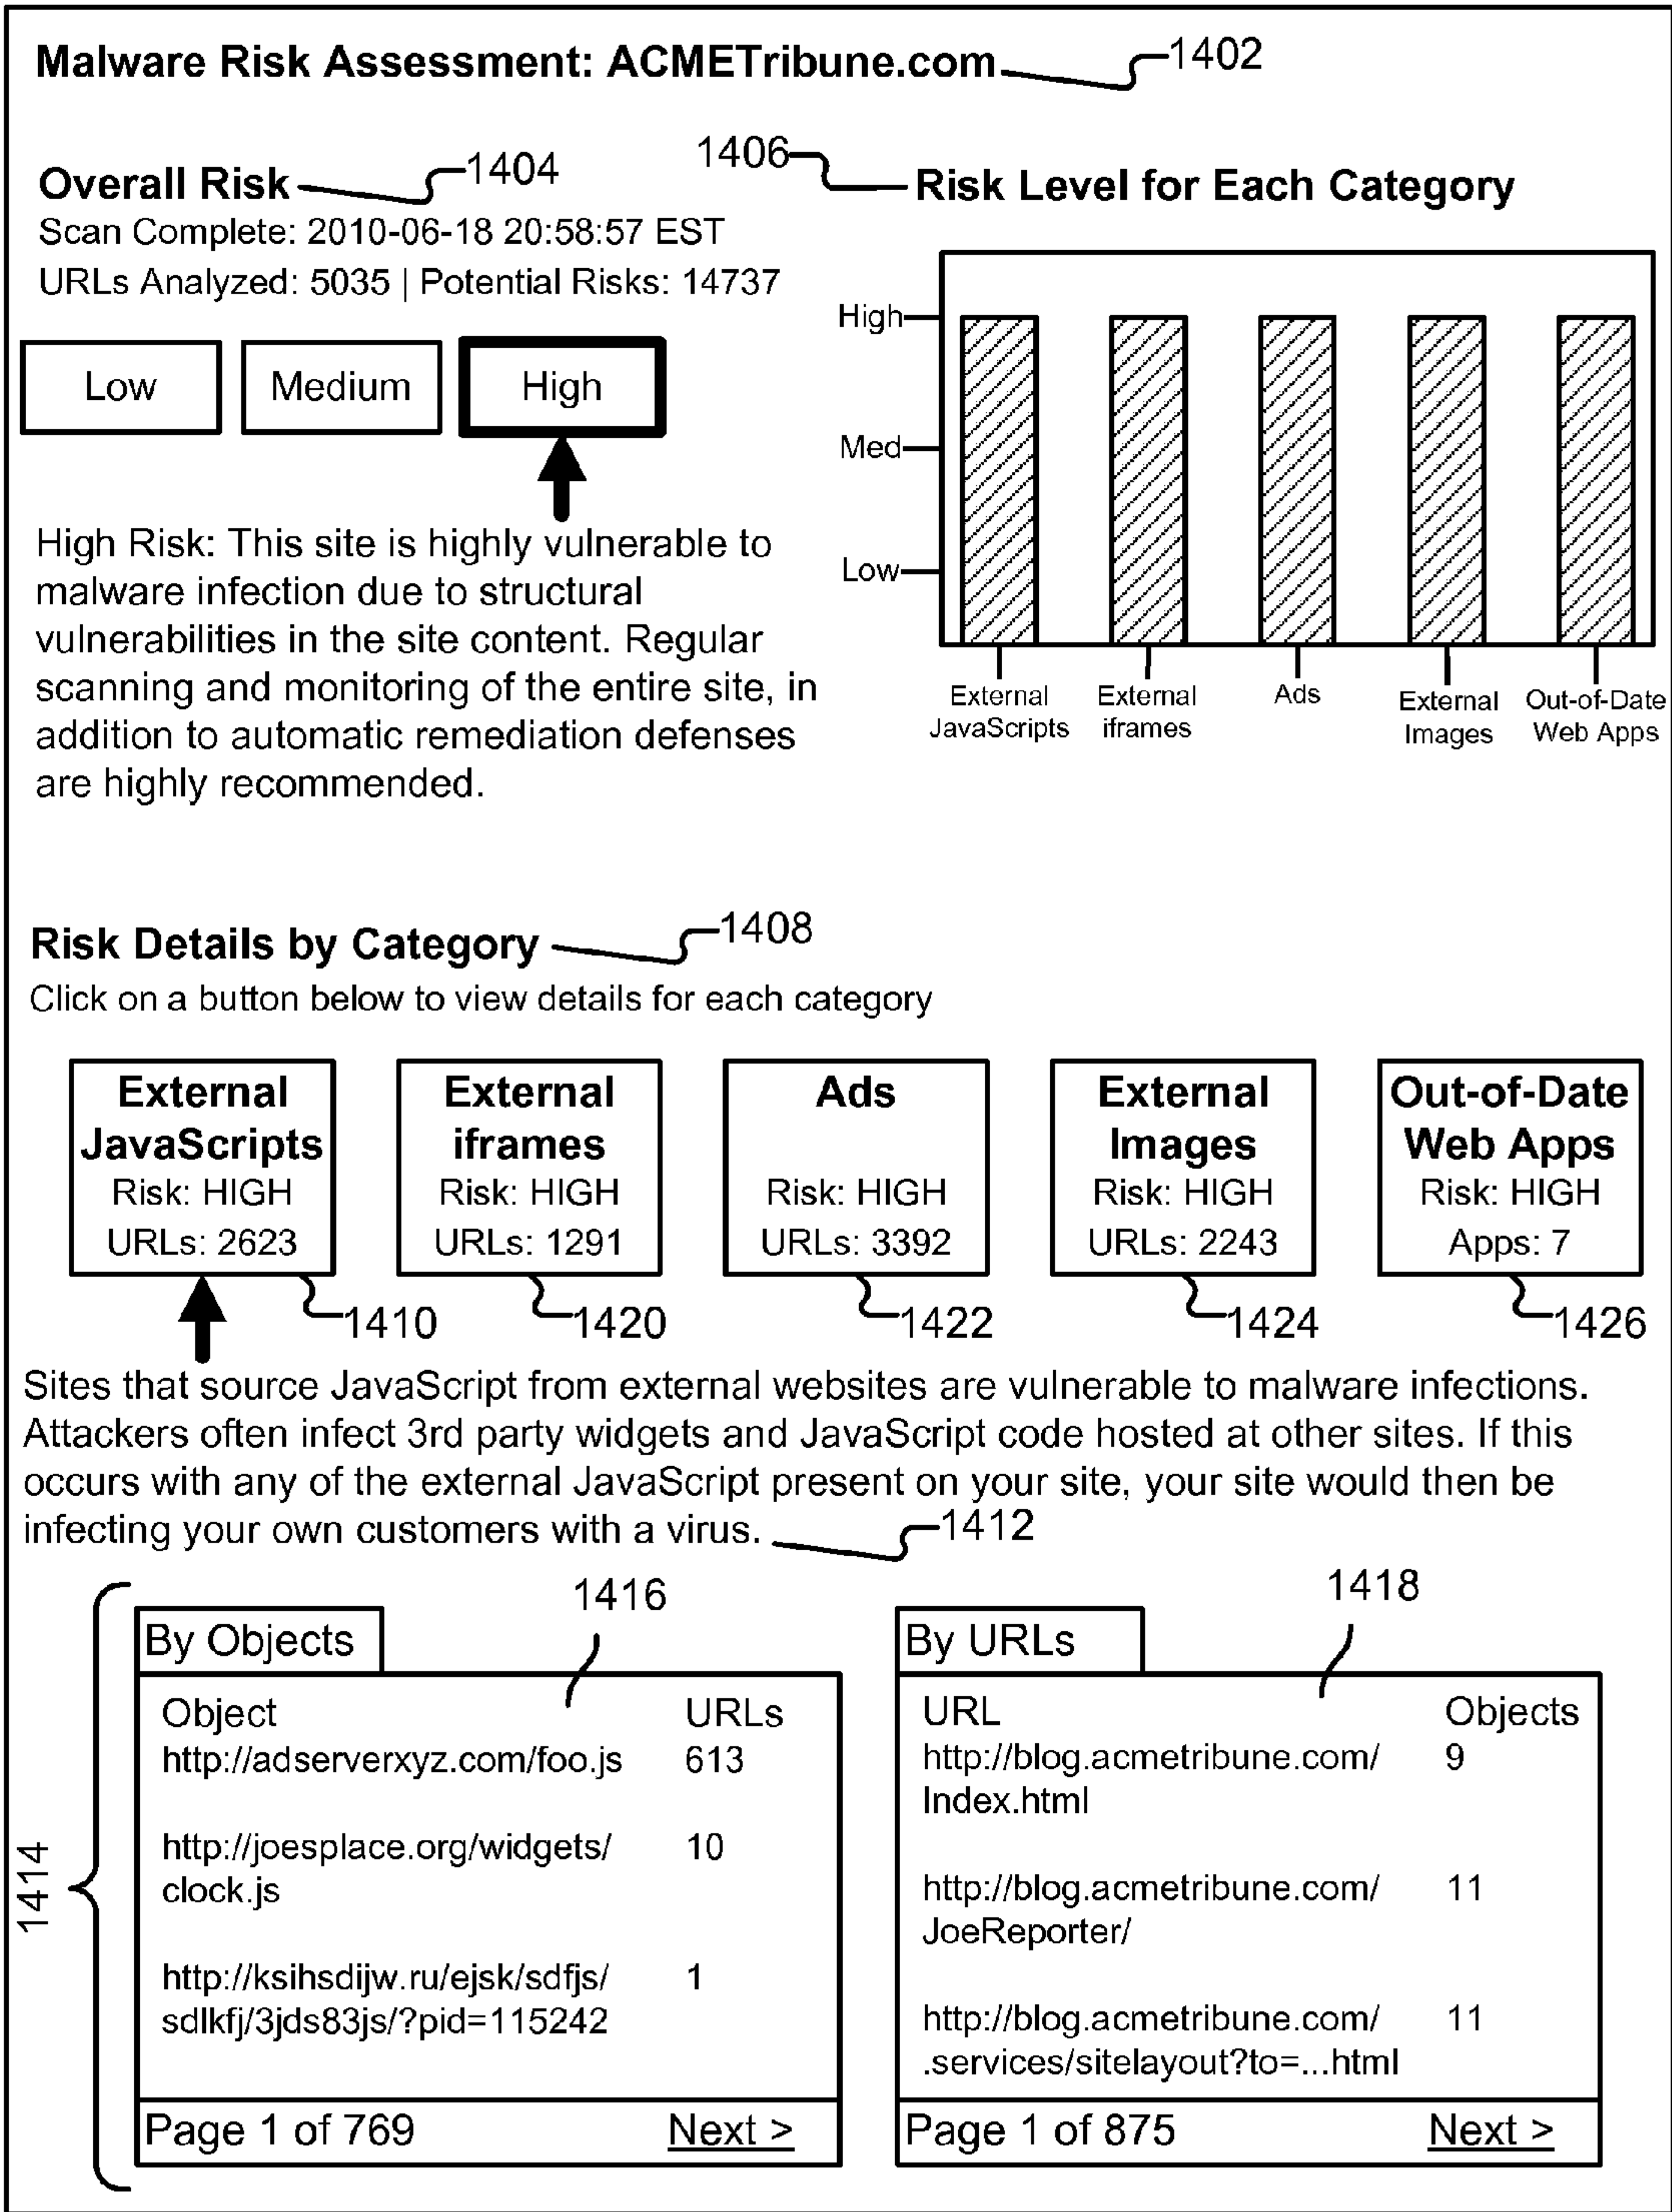 Malware Risk Assessment: ACMETribune.com
1402
Overall Risk
1404
Scan Complete: 2010-06-18 20:58:57 EST
URLs Analyzed: 5035 | Potential Risks: 14737
Low
Medium
High
High Risk: This site is highly vulnerable to
malware infection due to structural
vulnerabilities in the site content. Regular
scanning and monitoring of the entire site, in
addition to automatic remediation defenses
are highly recommended.
1406
Risk Level for Each Category
High
Med
Low
External
JavaScripts
External
iframes
Ads
External
Images
Out-of-Date
Web Apps
Risk Details by Category
1408
Click on a button below to view details for each category
External
JavaScripts
Risk: HIGH
URLs: 2623
1410
External
iframes
Risk: HIGH
URLs: 1291
1420
Ads
Risk: HIGH
URLs: 3392
1422
External
Images
Risk: HIGH
URLs: 2243
1424
Out-of-Date
Web Apps
Risk: HIGH
Apps: 7
1426
Sites that source JavaScript from external websites are vulnerable to malware infections.
Attackers often infect 3rd party widgets and JavaScript code hosted at other sites. If this
occurs with any of the external JavaScript present on your site, your site would then be
infecting your own customers with a virus.
1412
1414
1416
By Objects
Object URLs
http://adserverxyz.com/foo.js 613
http://joesplace.org/widgets/ 10
clock.js
http://ksihsdijw.ru/ejsk/sdfjs/ 1
sdlkfj/3jds83js/?pid=115242
Page 1 of 769 Next >
1418
By URLs
URL Objects
http://blog.acmetribune.com/ 9
Index.html
http://blog.acmetribune.com/ 11
JoeReporter/
http://blog.acmetribune.com/ 11
.services/sitelayout?to=...html
Page 1 of 875 Next >